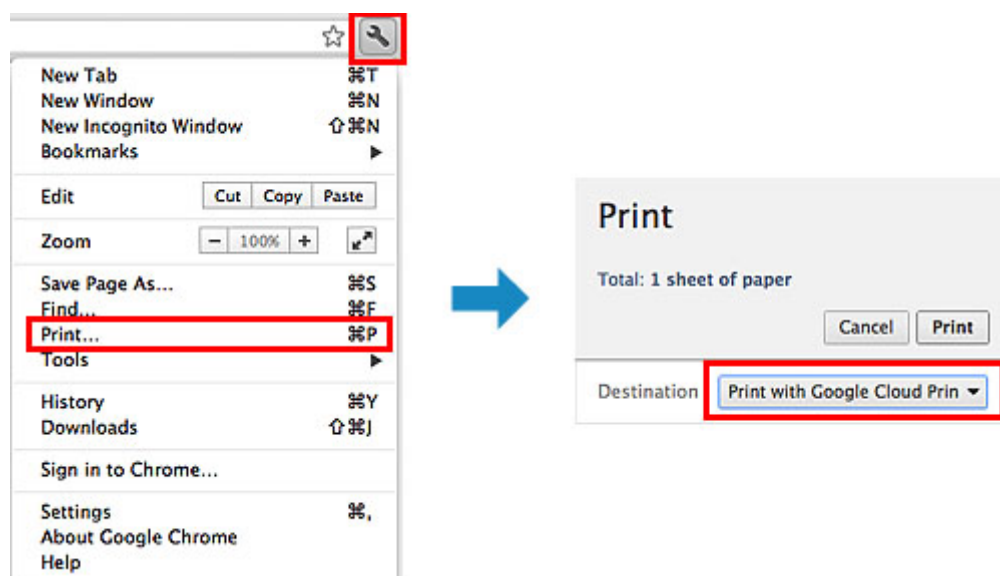 New Tab ⌘T
New Window ⌘N
New Incognito Window ⇧⌘N
Bookmarks ▶
Edit Cut Copy Paste
Zoom − 100% +
Save Page As... ⌘S
Find... ⌘F
Print... ⌘P
Tools ▶
History ⌘Y
Downloads ⇧⌘J
Sign in to Chrome...
Settings ⌘,
About Google Chrome
Help
Print
Total: 1 sheet of paper
Cancel Print
Destination Print with Google Cloud Prin